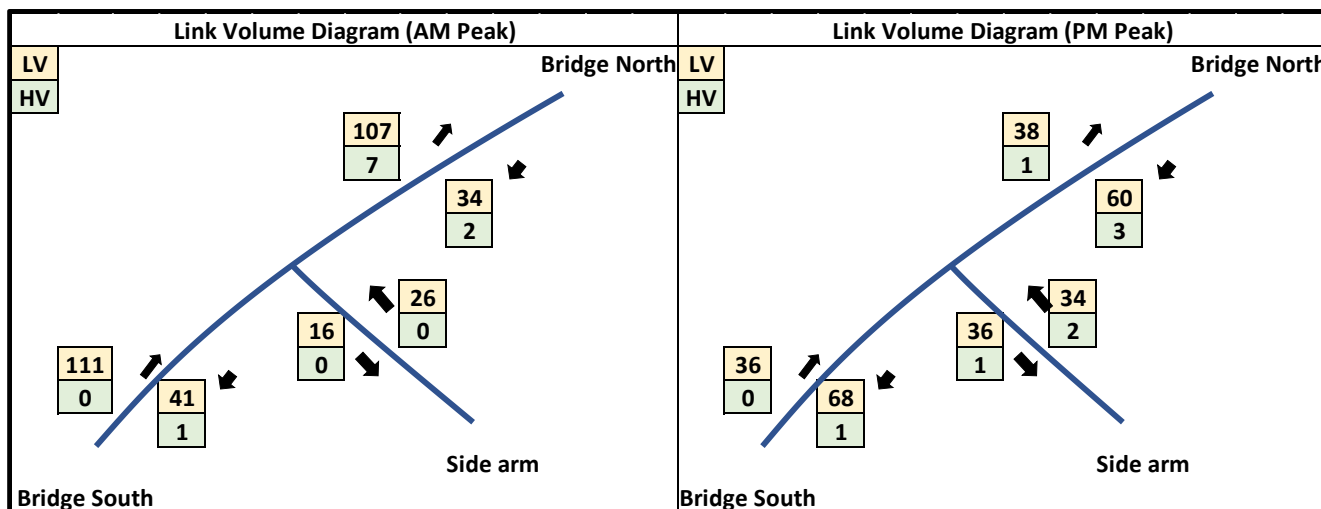 Link Volume Diagram (AM Peak)
LV
HV
Bridge North
107
7
34
2
26
0
16
0
111
0
41
1
Side arm
Bridge South
Link Volume Diagram (PM Peak)
LV
HV
Bridge North
38
1
60
3
34
2
36
1
36
0
68
1
Side arm
Bridge South